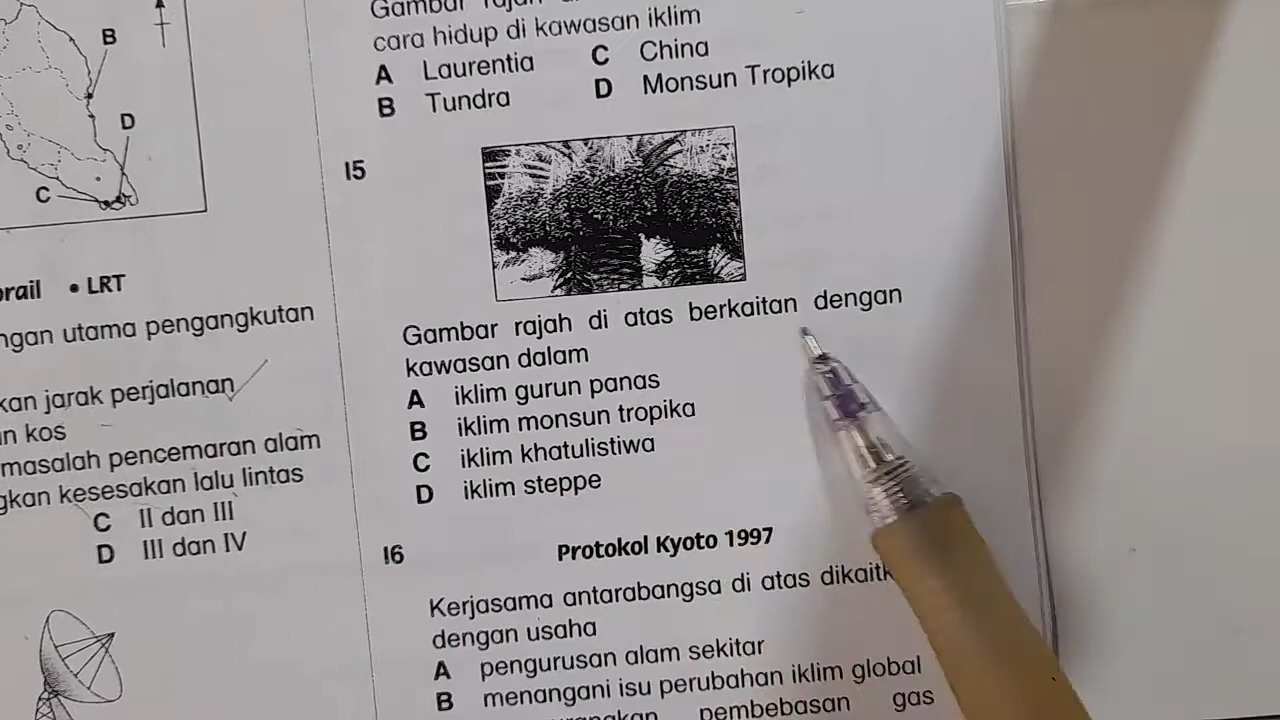 B
D
C
rail • LRT
ngan utama pengangkutan
kan jarak perjalanan
n kos
masalah pencemaran alam
gkan kesesakan lalu lintas
C II dan III
D III dan IV
Gambar
cara hidup di kawasan iklim
A Laurentia C China
B Tundra D Monsun Tropika
15
Gambar rajah di atas berkaitan dengan
kawasan dalam
A iklim gurun panas
B iklim monsun tropika
C iklim khatulistiwa
D iklim steppe
16 Protokol Kyoto 1997
Kerjasama antarabangsa di atas dikaitk
dengan usaha
A pengurusan alam sekitar
B menangani isu perubahan iklim global
pembebasan gas